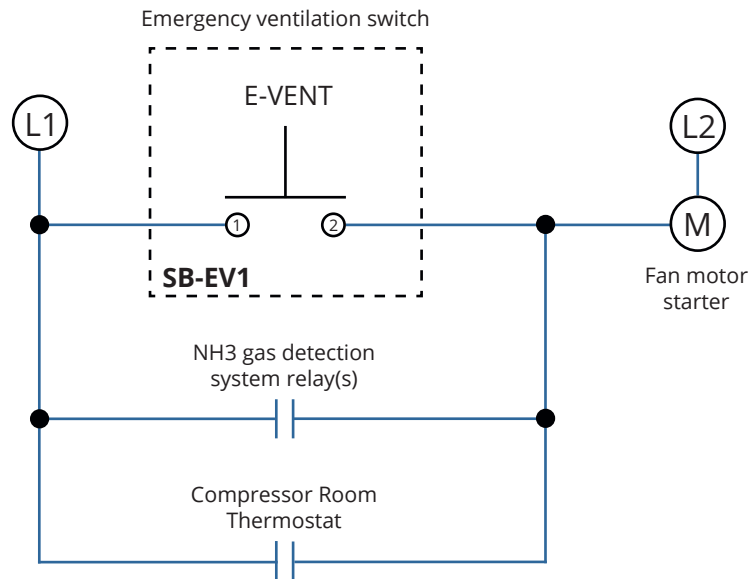 Emergency ventilation switch
E-VENT
L1
L2
1
2
M
SB-EV1
Fan motor
starter
NH3 gas detection
system relay(s)
Compressor Room
Thermostat